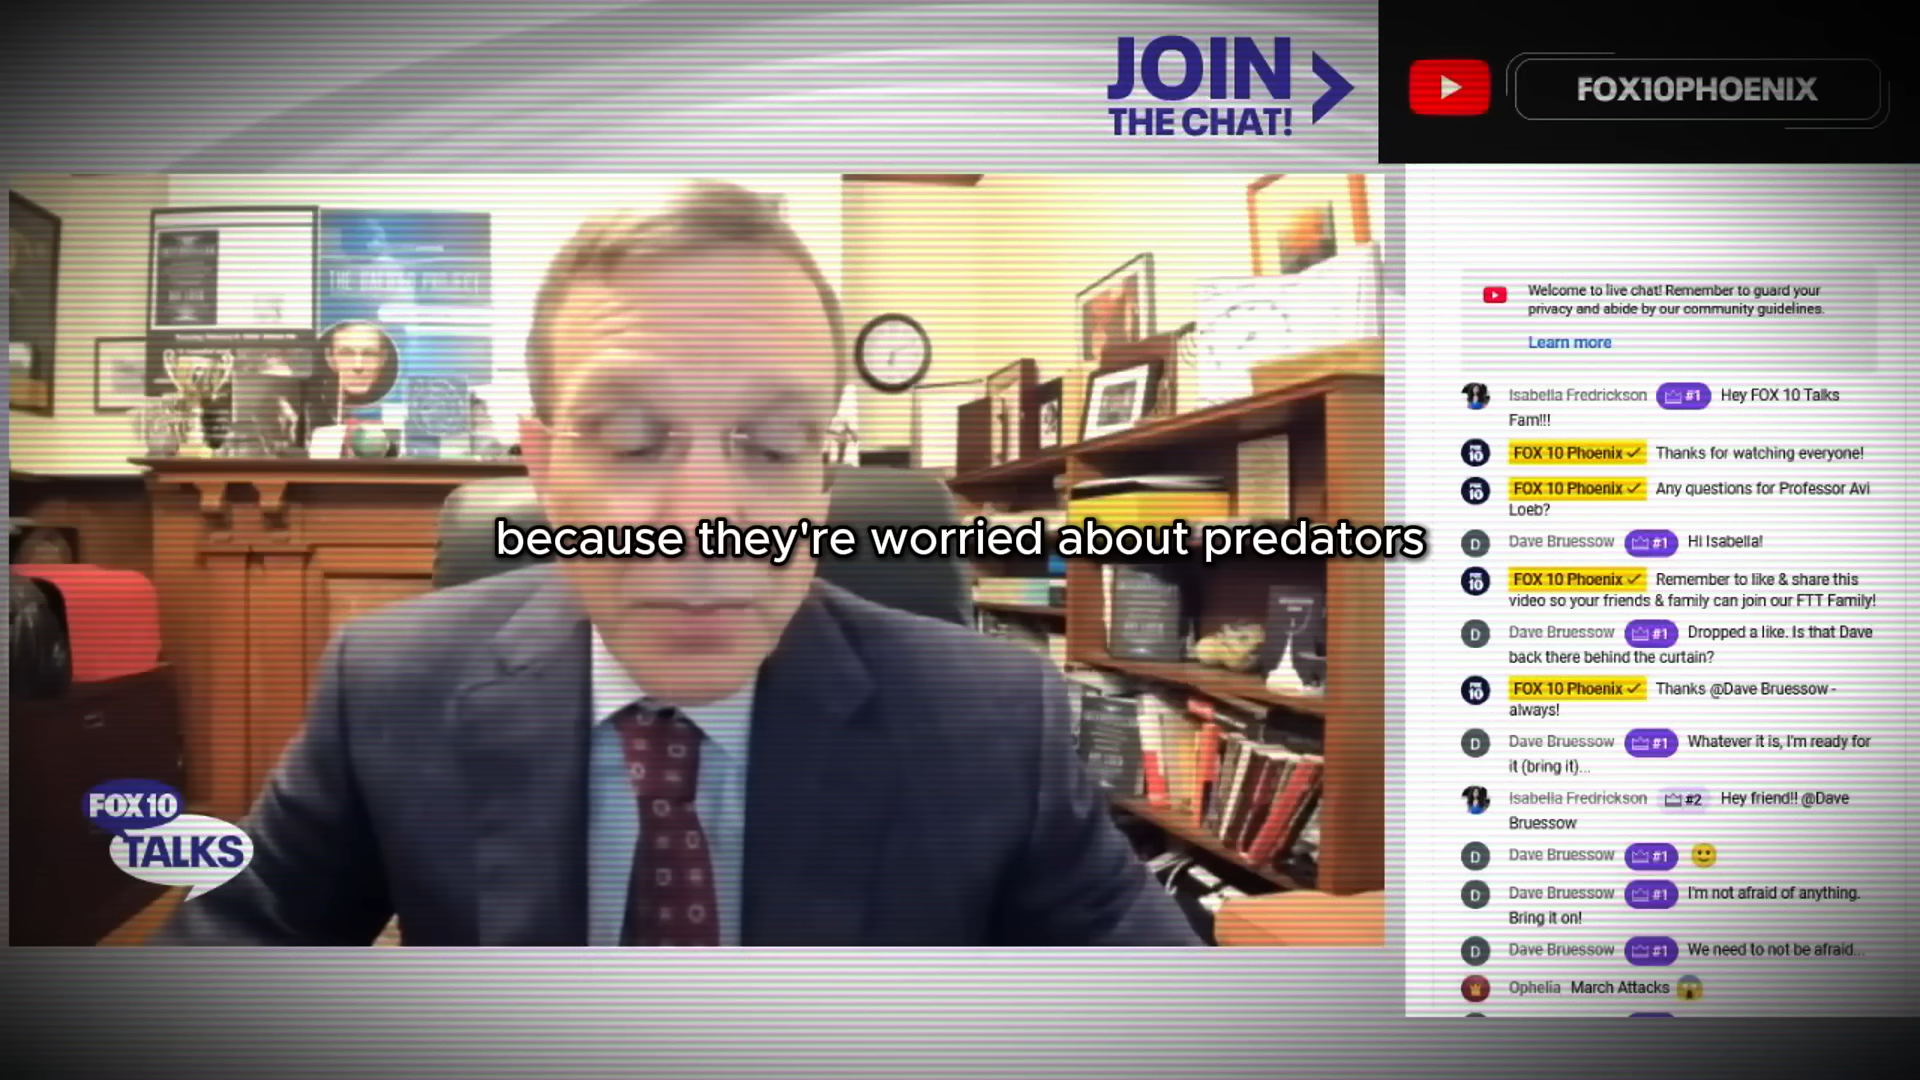 JOIN
THE CHAT!
FOX10PHOENIX
THE GALILEO PROJECT
because they're worried about predators
FOX 10
TALKS
Welcome to live chat! Remember to guard your
privacy and abide by our community guidelines.
Learn more
Isabella Fredrickson #1 Hey FOX 10 Talks
Fam!!!
FOX 10 Phoenix Thanks for watching everyone!
FOX 10 Phoenix Any questions for Professor Avi
Loeb?
D Dave Bruessow #1 Hi Isabella!
FOX 10 Phoenix Remember to like & share this
video so your friends & family can join our FTT Family!
D Dave Bruessow #1 Dropped a like. Is that Dave
back there behind the curtain?
FOX 10 Phoenix Thanks @Dave Bruessow -
always!
D Dave Bruessow #1 Whatever it is, I'm ready for
it (bring it)...
Isabella Fredrickson #2 Hey friend!! @Dave
Bruessow
D Dave Bruessow #1 🙂
D Dave Bruessow #1 I'm not afraid of anything.
Bring it on!
D Dave Bruessow #1 We need to not be afraid...
Ophelia March Attacks 😱